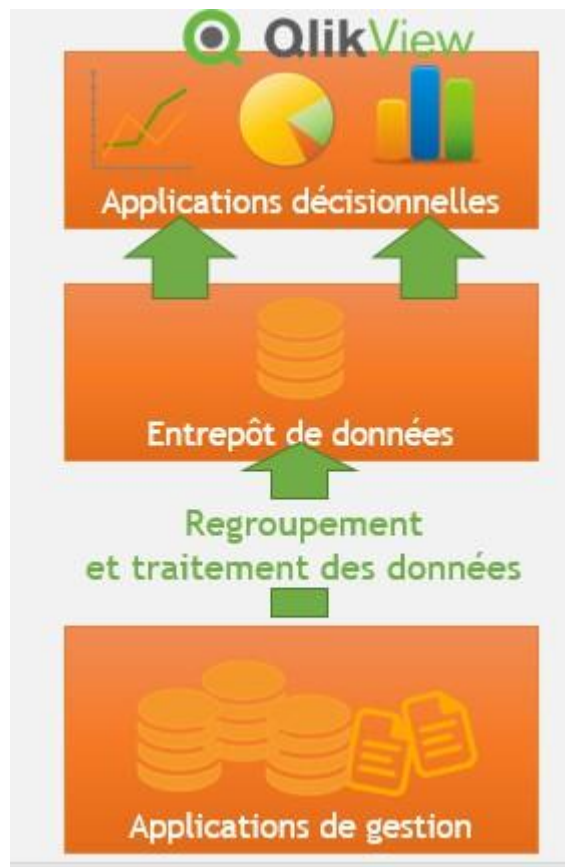 QlikView
Applications décisionnelles
Entrepôt de données
Regroupement
et traitement des données
Applications de gestion